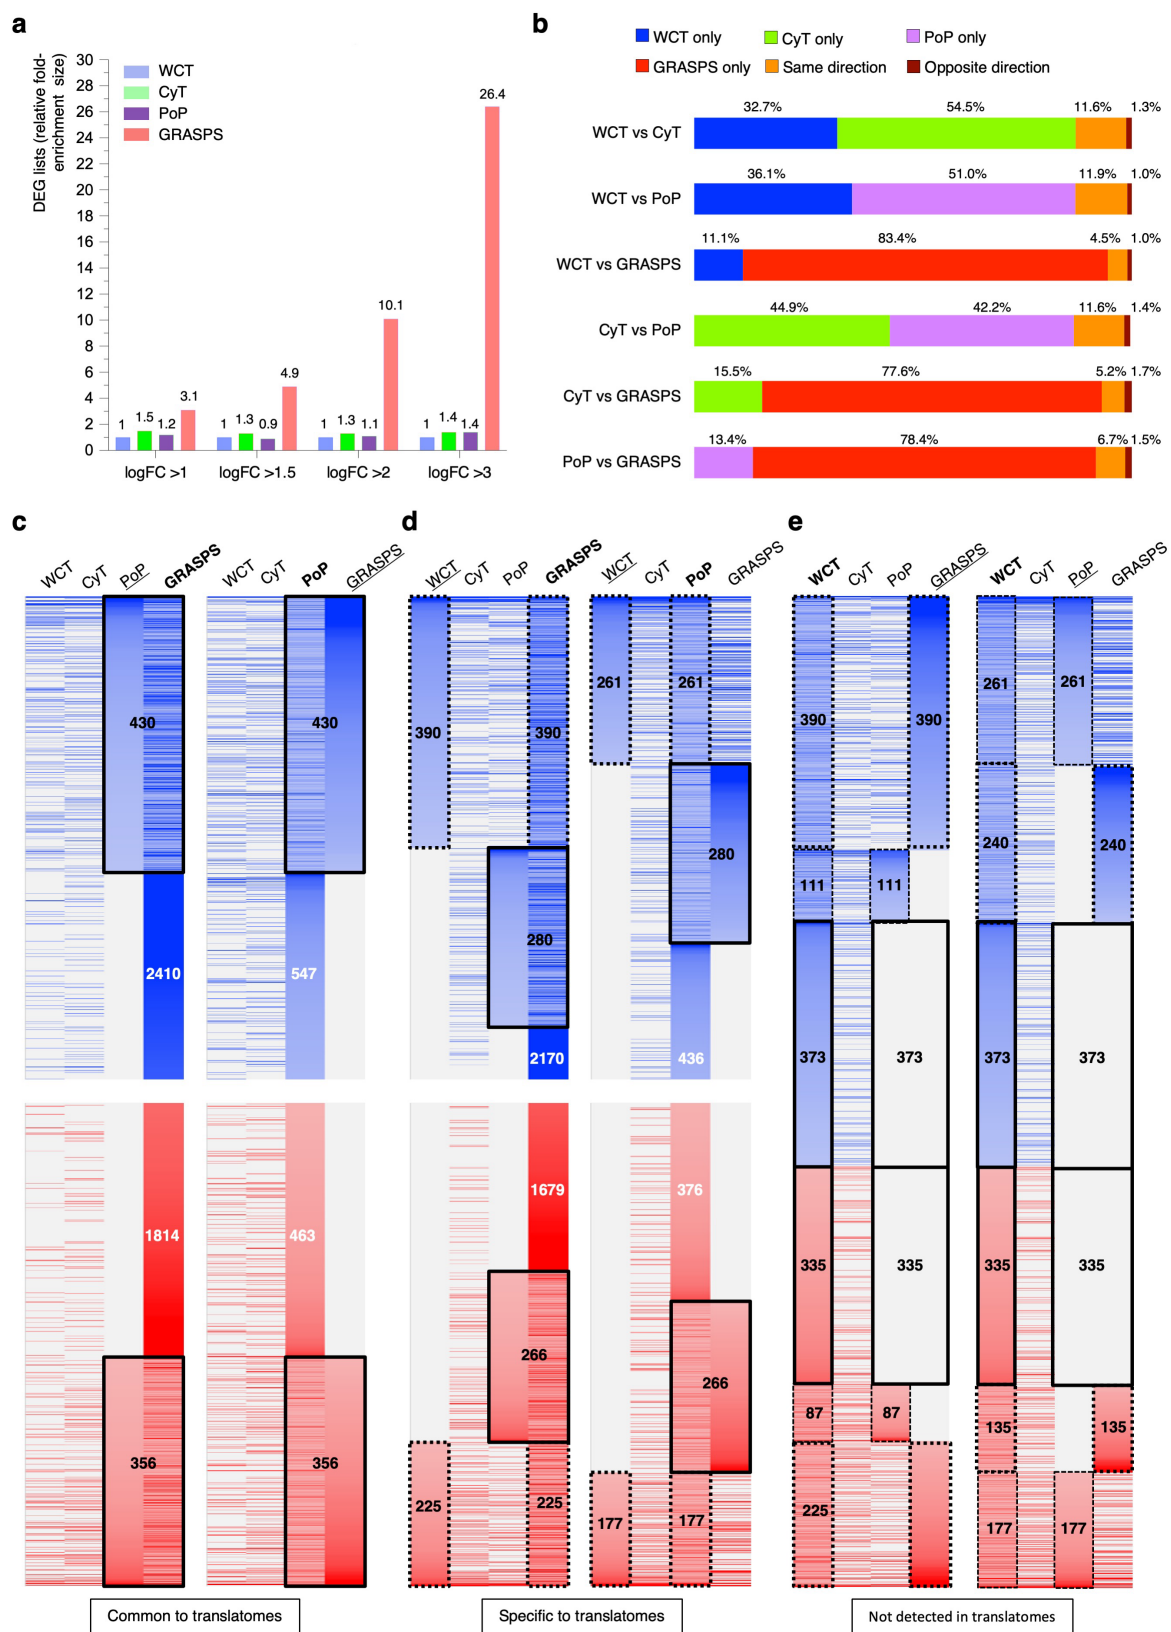 a
DEG lists (relative fold-
enrichment size)
30
28
26
24
22
20
18
16
14
12
10
8
6
4
2
0
WCT
CyT
PoP
GRASPS
1 1.5 1.2 3.1
1 1.3 0.9 4.9
1 1.3 1.1 10.1
1 1.4 1.4 26.4
logFC >1 logFC >1.5 logFC >2 logFC >3
b
WCT only CyT only PoP only
GRASPS only Same direction Opposite direction
32.7% 54.5% 11.6% 1.3%
WCT vs CyT
36.1% 51.0% 11.9% 1.0%
WCT vs PoP
11.1% 83.4% 4.5% 1.0%
WCT vs GRASPS
44.9% 42.2% 11.6% 1.4%
CyT vs PoP
15.5% 77.6% 5.2% 1.7%
CyT vs GRASPS
13.4% 78.4% 6.7% 1.5%
PoP vs GRASPS
c
WCT CyT PoP GRASPS WCT CyT PoP GRASPS
430 430
2410 547
1814 463
356 356
Common to translatomes
d
WCT CyT PoP GRASPS WCT CyT PoP GRASPS
390 390 261 261
280 280
2170 436
1679 376
266 266
225 225 177 177
Specific to translatomes
e
WCT CyT PoP GRASPS WCT CyT PoP GRASPS
390 390 261 261
111 111 240 240
373 373 373 373
335 335 335 335
87 87 135 135
225 177 177
Not detected in translatomes